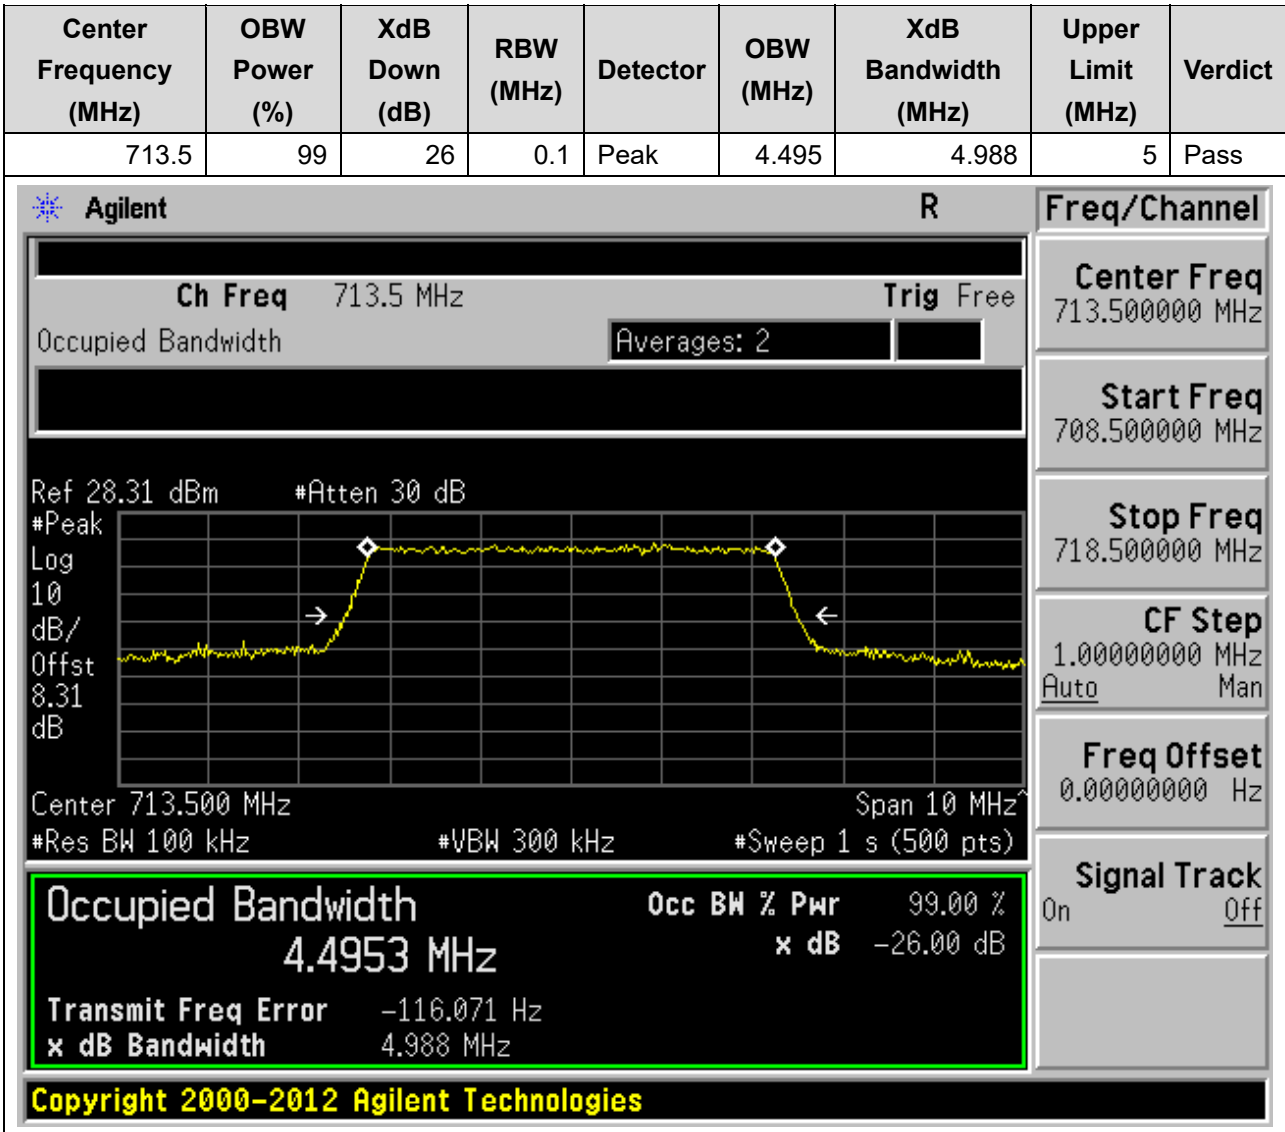 Center Frequency (MHz) OBW Power (%) XdB Down (dB) RBW (MHz) Detector OBW (MHz) XdB Bandwidth (MHz) Upper Limit (MHz) Verdict
713.5 99 26 0.1 Peak 4.495 4.988 5 Pass
Agilent R Freq/Channel
Ch Freq 713.5 MHz Trig Free
Occupied Bandwidth Averages: 2
Center Freq
713.500000 MHz
Start Freq
708.500000 MHz
Stop Freq
718.500000 MHz
CF Step
1.00000000 MHz
Auto Man
Freq Offset
0.00000000 Hz
Signal Track
On Off
Ref 28.31 dBm #Atten 30 dB
#Peak
Log
10
dB/
Offst
8.31
dB
Center 713.500 MHz Span 10 MHz^
#Res BW 100 kHz #VBW 300 kHz #Sweep 1 s (500 pts)
Occupied Bandwidth Occ BW % Pwr 99.00 %
4.4953 MHz x dB -26.00 dB
Transmit Freq Error -116.071 Hz
x dB Bandwidth 4.988 MHz
Copyright 2000-2012 Agilent Technologies